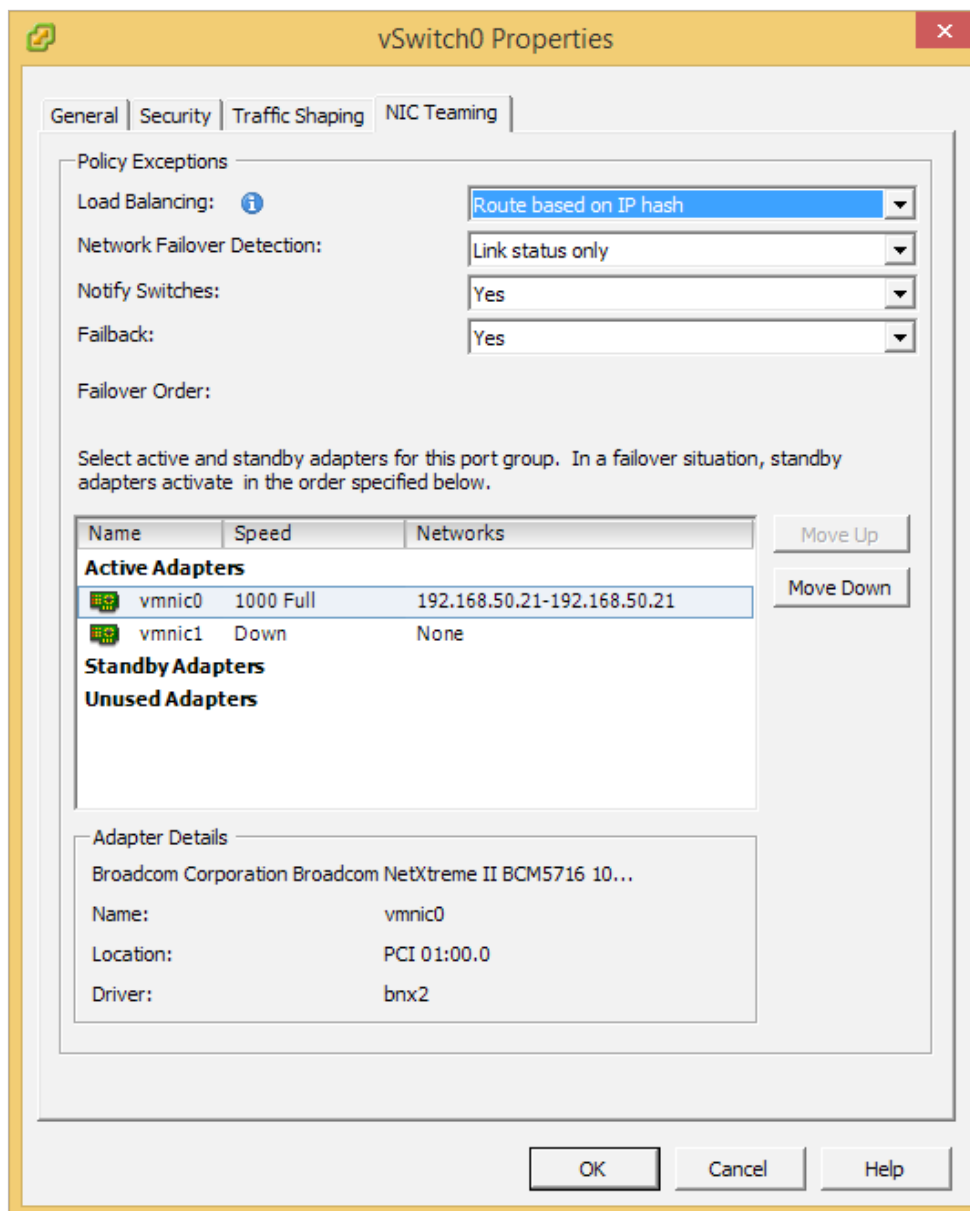 vSwitch0 Properties
General Security Traffic Shaping NIC Teaming
Policy Exceptions
Load Balancing: Route based on IP hash
Network Failover Detection: Link status only
Notify Switches: Yes
Failback: Yes
Failover Order:
Select active and standby adapters for this port group. In a failover situation, standby
adapters activate in the order specified below.
Name Speed Networks
Move Up
Active Adapters
vmnic0 1000 Full 192.168.50.21-192.168.50.21
Move Down
vmnic1 Down None
Standby Adapters
Unused Adapters
Adapter Details
Broadcom Corporation Broadcom NetXtreme II BCM5716 10...
Name: vmnic0
Location: PCI 01:00.0
Driver: bnx2
OK Cancel Help